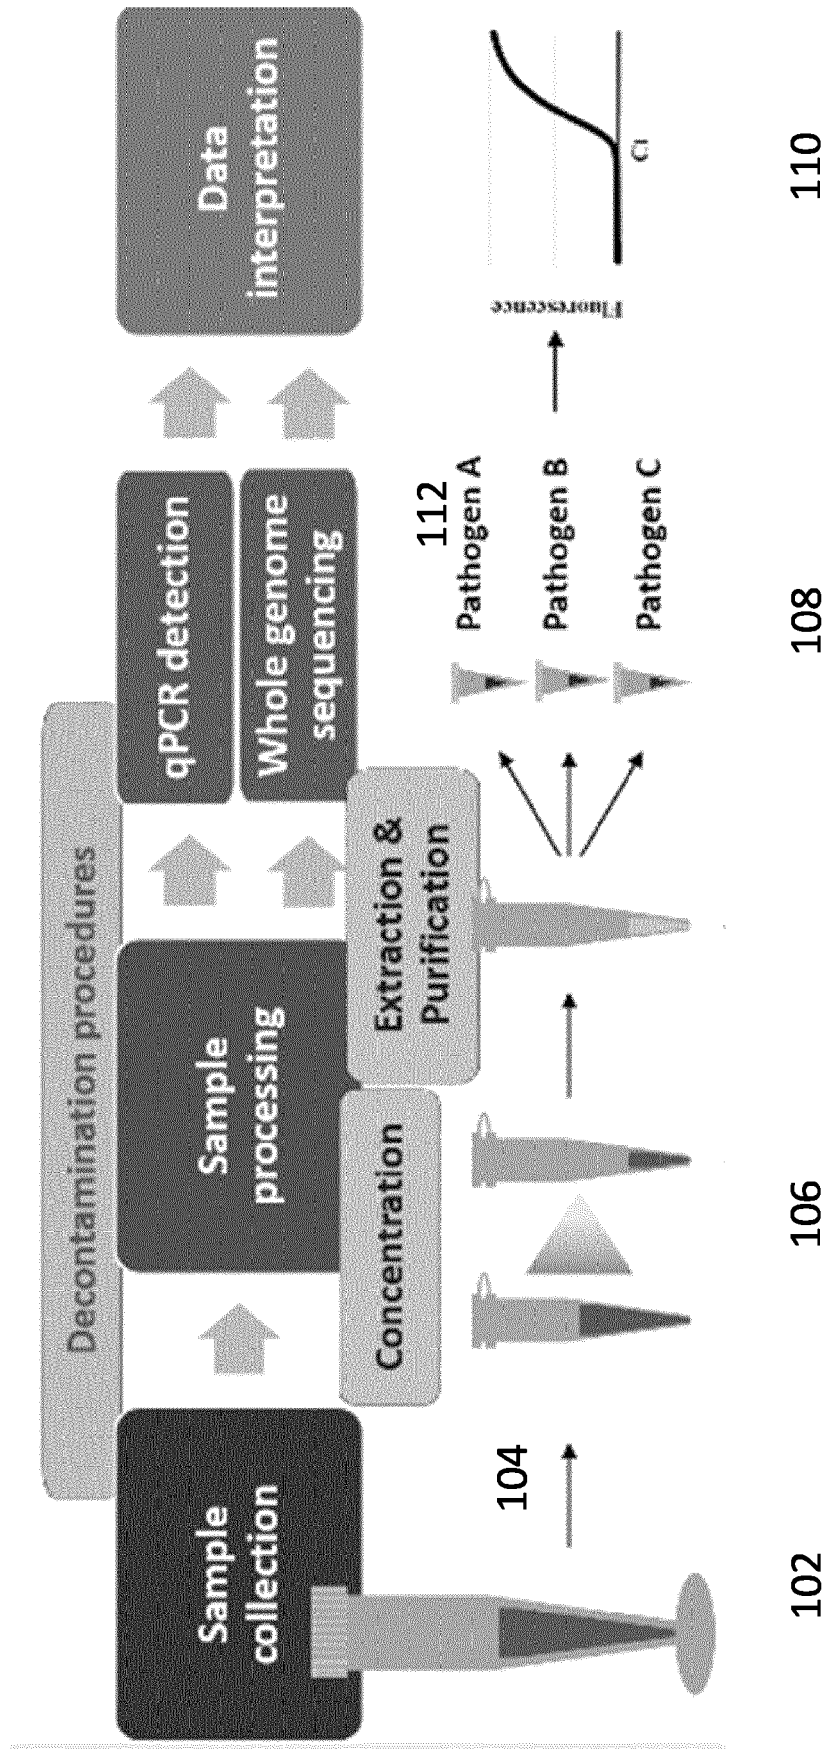 Decontamination procedures
Sample
collection
Sample
processing
qPCR detection
Whole genome
sequencing
Data
interpretation
Concentration
Extraction &
Purification
104
112
Pathogen A
Pathogen B
Pathogen C
Fluorescence
Ct
102
106
108
110